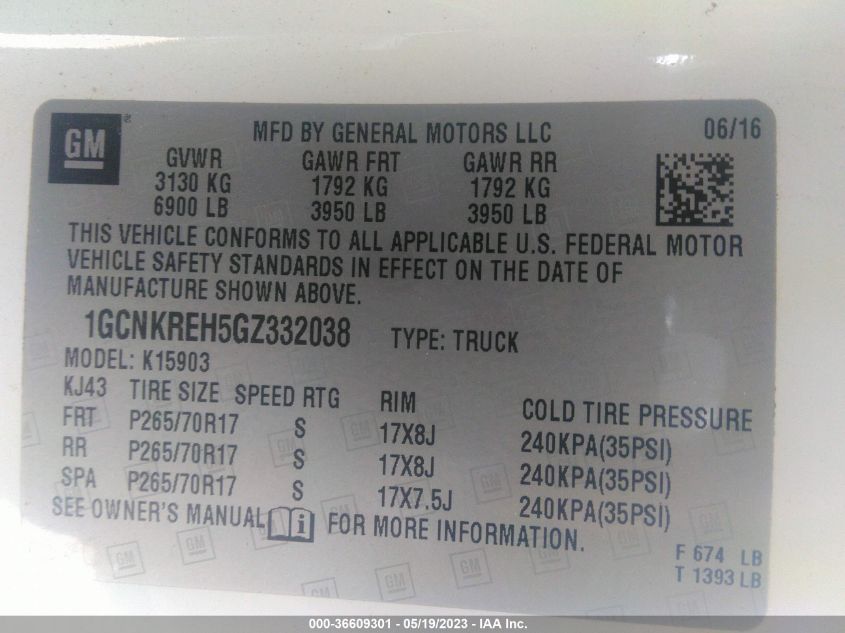 GM ® MFD BY GENERAL MOTORS LLC 06/16
GVWR GAWR FRT GAWR RR
3130 KG 1792 KG 1792 KG
6900 LB 3950 LB 3950 LB
THIS VEHICLE CONFORMS TO ALL APPLICABLE U.S. FEDERAL MOTOR
VEHICLE SAFETY STANDARDS IN EFFECT ON THE DATE OF
MANUFACTURE SHOWN ABOVE.
1GCNKREH5GZ332038 TYPE: TRUCK
MODEL: K15903
KJ43 TIRE SIZE SPEED RTG RIM COLD TIRE PRESSURE
FRT P265/70R17 S 17X8J 240KPA(35PSI)
RR P265/70R17 S 17X8J 240KPA(35PSI)
SPA P265/70R17 S 17X7.5J 240KPA(35PSI)
SEE OWNER'S MANUAL i FOR MORE INFORMATION.
F 674 LB
T 1393 LB
000-36609301 - 05/19/2023 - IAA Inc.